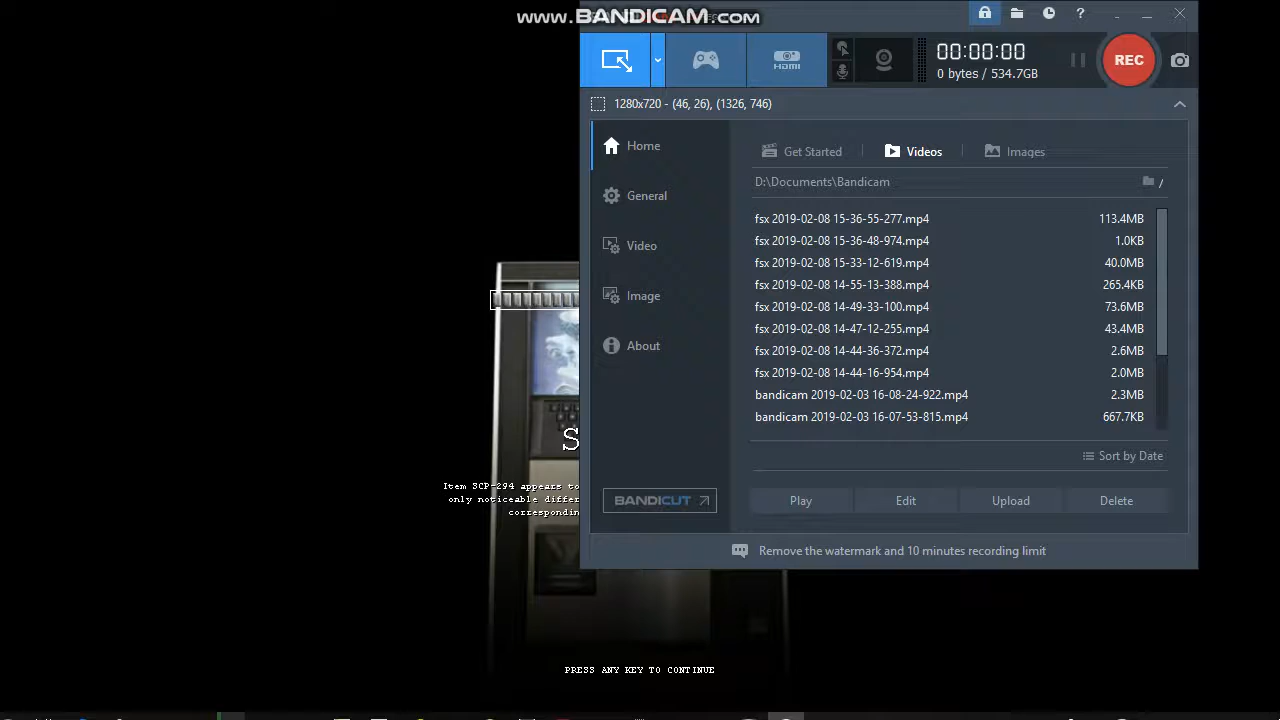 www.BANDICAM.com
00:00:00
0 bytes / 534.7GB
REC
HDMI
?
1280x720 - (46, 26), (1326, 746)
Home
General
Video
Image
About
BANDICUT
Get Started
Videos
Images
D:\Documents\Bandicam
/
fsx 2019-02-08 15-36-55-277.mp4 113.4MB
fsx 2019-02-08 15-36-48-974.mp4 1.0KB
fsx 2019-02-08 15-33-12-619.mp4 40.0MB
fsx 2019-02-08 14-55-13-388.mp4 265.4KB
fsx 2019-02-08 14-49-33-100.mp4 73.6MB
fsx 2019-02-08 14-47-12-255.mp4 43.4MB
fsx 2019-02-08 14-44-36-372.mp4 2.6MB
fsx 2019-02-08 14-44-16-954.mp4 2.0MB
bandicam 2019-02-03 16-08-24-922.mp4 2.3MB
bandicam 2019-02-03 16-07-53-815.mp4 667.7KB
Sort by Date
Play Edit Upload Delete
Remove the watermark and 10 minutes recording limit
S
Item SCP-294 appears to
only noticeable differ
correspondin
PRESS ANY KEY TO CONTINUE